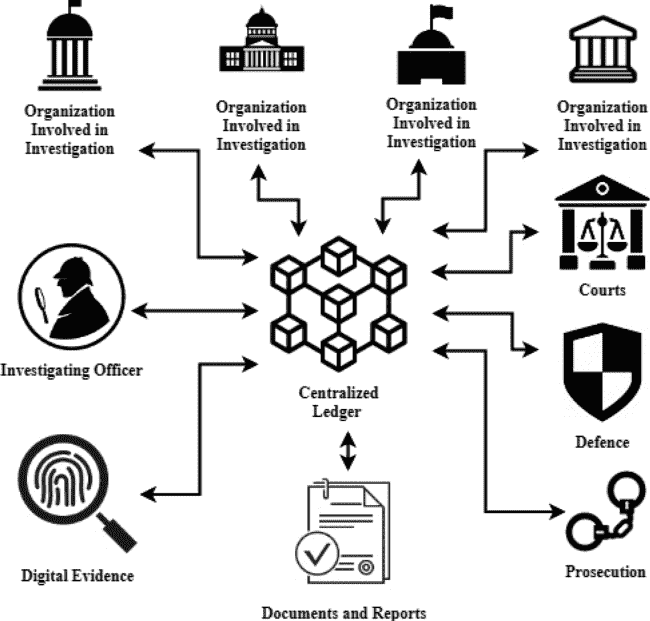 Organization
Involved in
Investigation
Organization
Involved in
Investigation
Organization
Involved in
Investigation
Organization
Involved in
Investigation
Courts
Investigating Officer
Centralized
Ledger
Defence
Digital Evidence
Prosecution
Documents and Reports